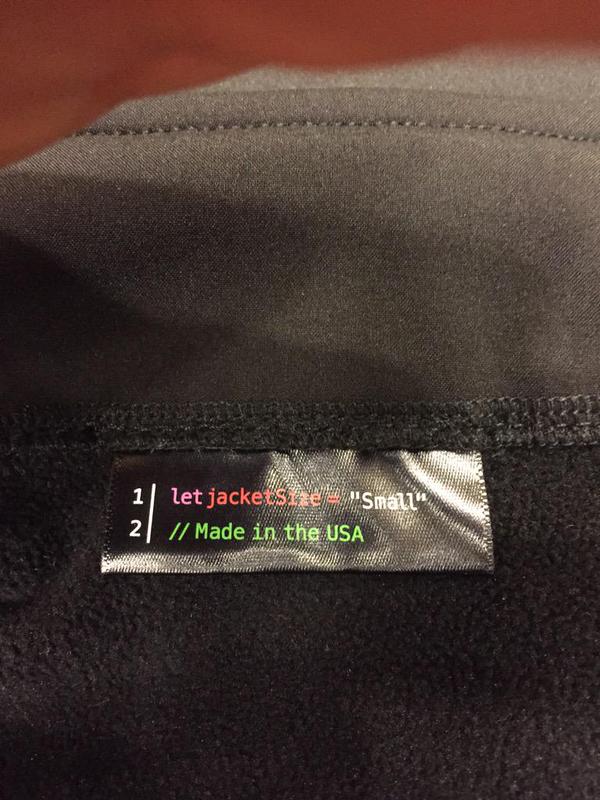 1 let jacketSize = "Small"
2 // Made in the USA